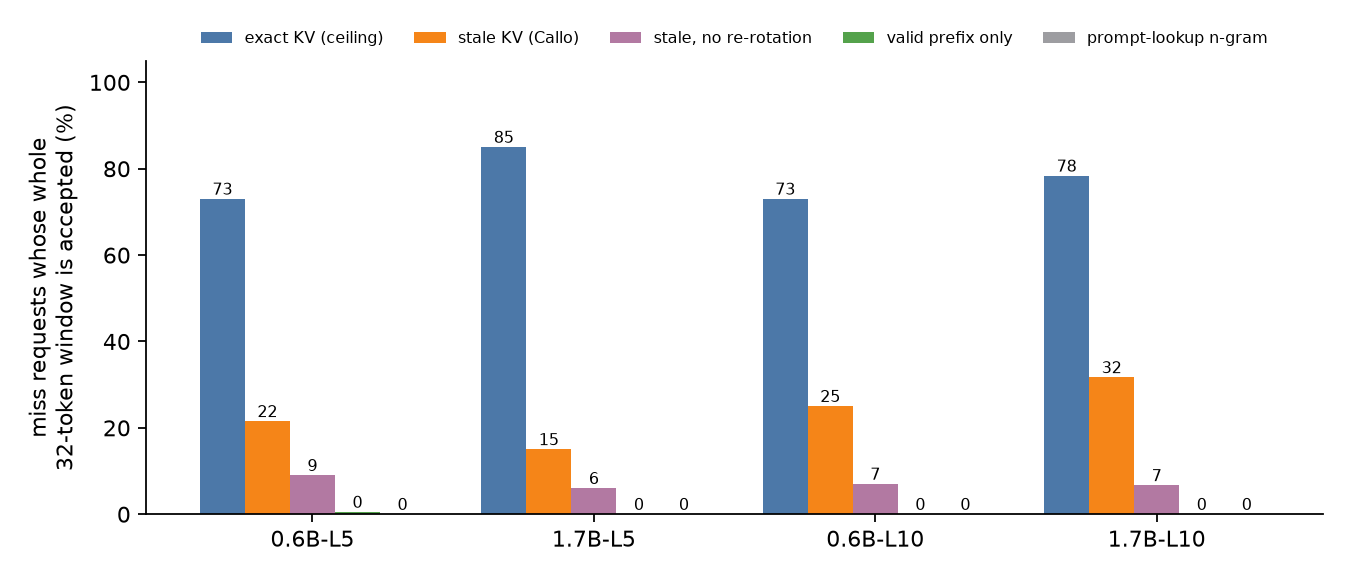 exact KV (ceiling)
stale KV (Callo)
stale, no re-rotation
valid prefix only
prompt-lookup n-gram
miss requests whose whole
32-token window is accepted (%)
100
80
60
40
20
0
73
22
9
0
0
85
15
6
0
0
73
25
7
0
0
78
32
7
0
0
0.6B-L5
1.7B-L5
0.6B-L10
1.7B-L10